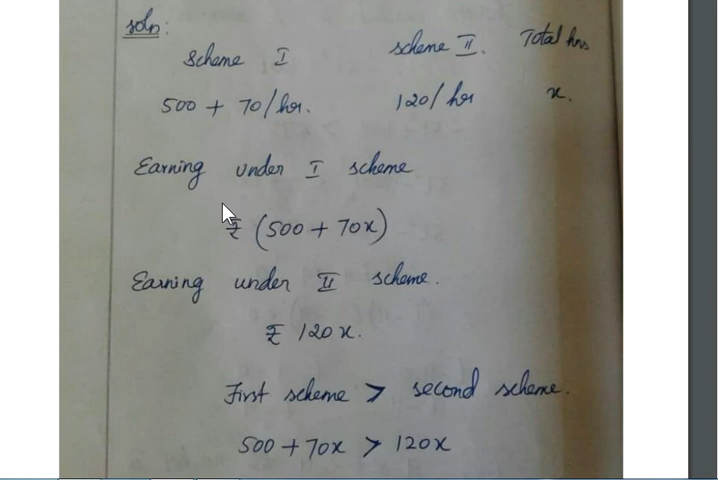 Soln:
Scheme I    Scheme II.    Total hrs
500 + 70/hr.    120/hr    x.
Earning under I scheme
₹ (500 + 70x)
Earning under II scheme.
₹ 120x.
First scheme > second scheme.
500 + 70x > 120x